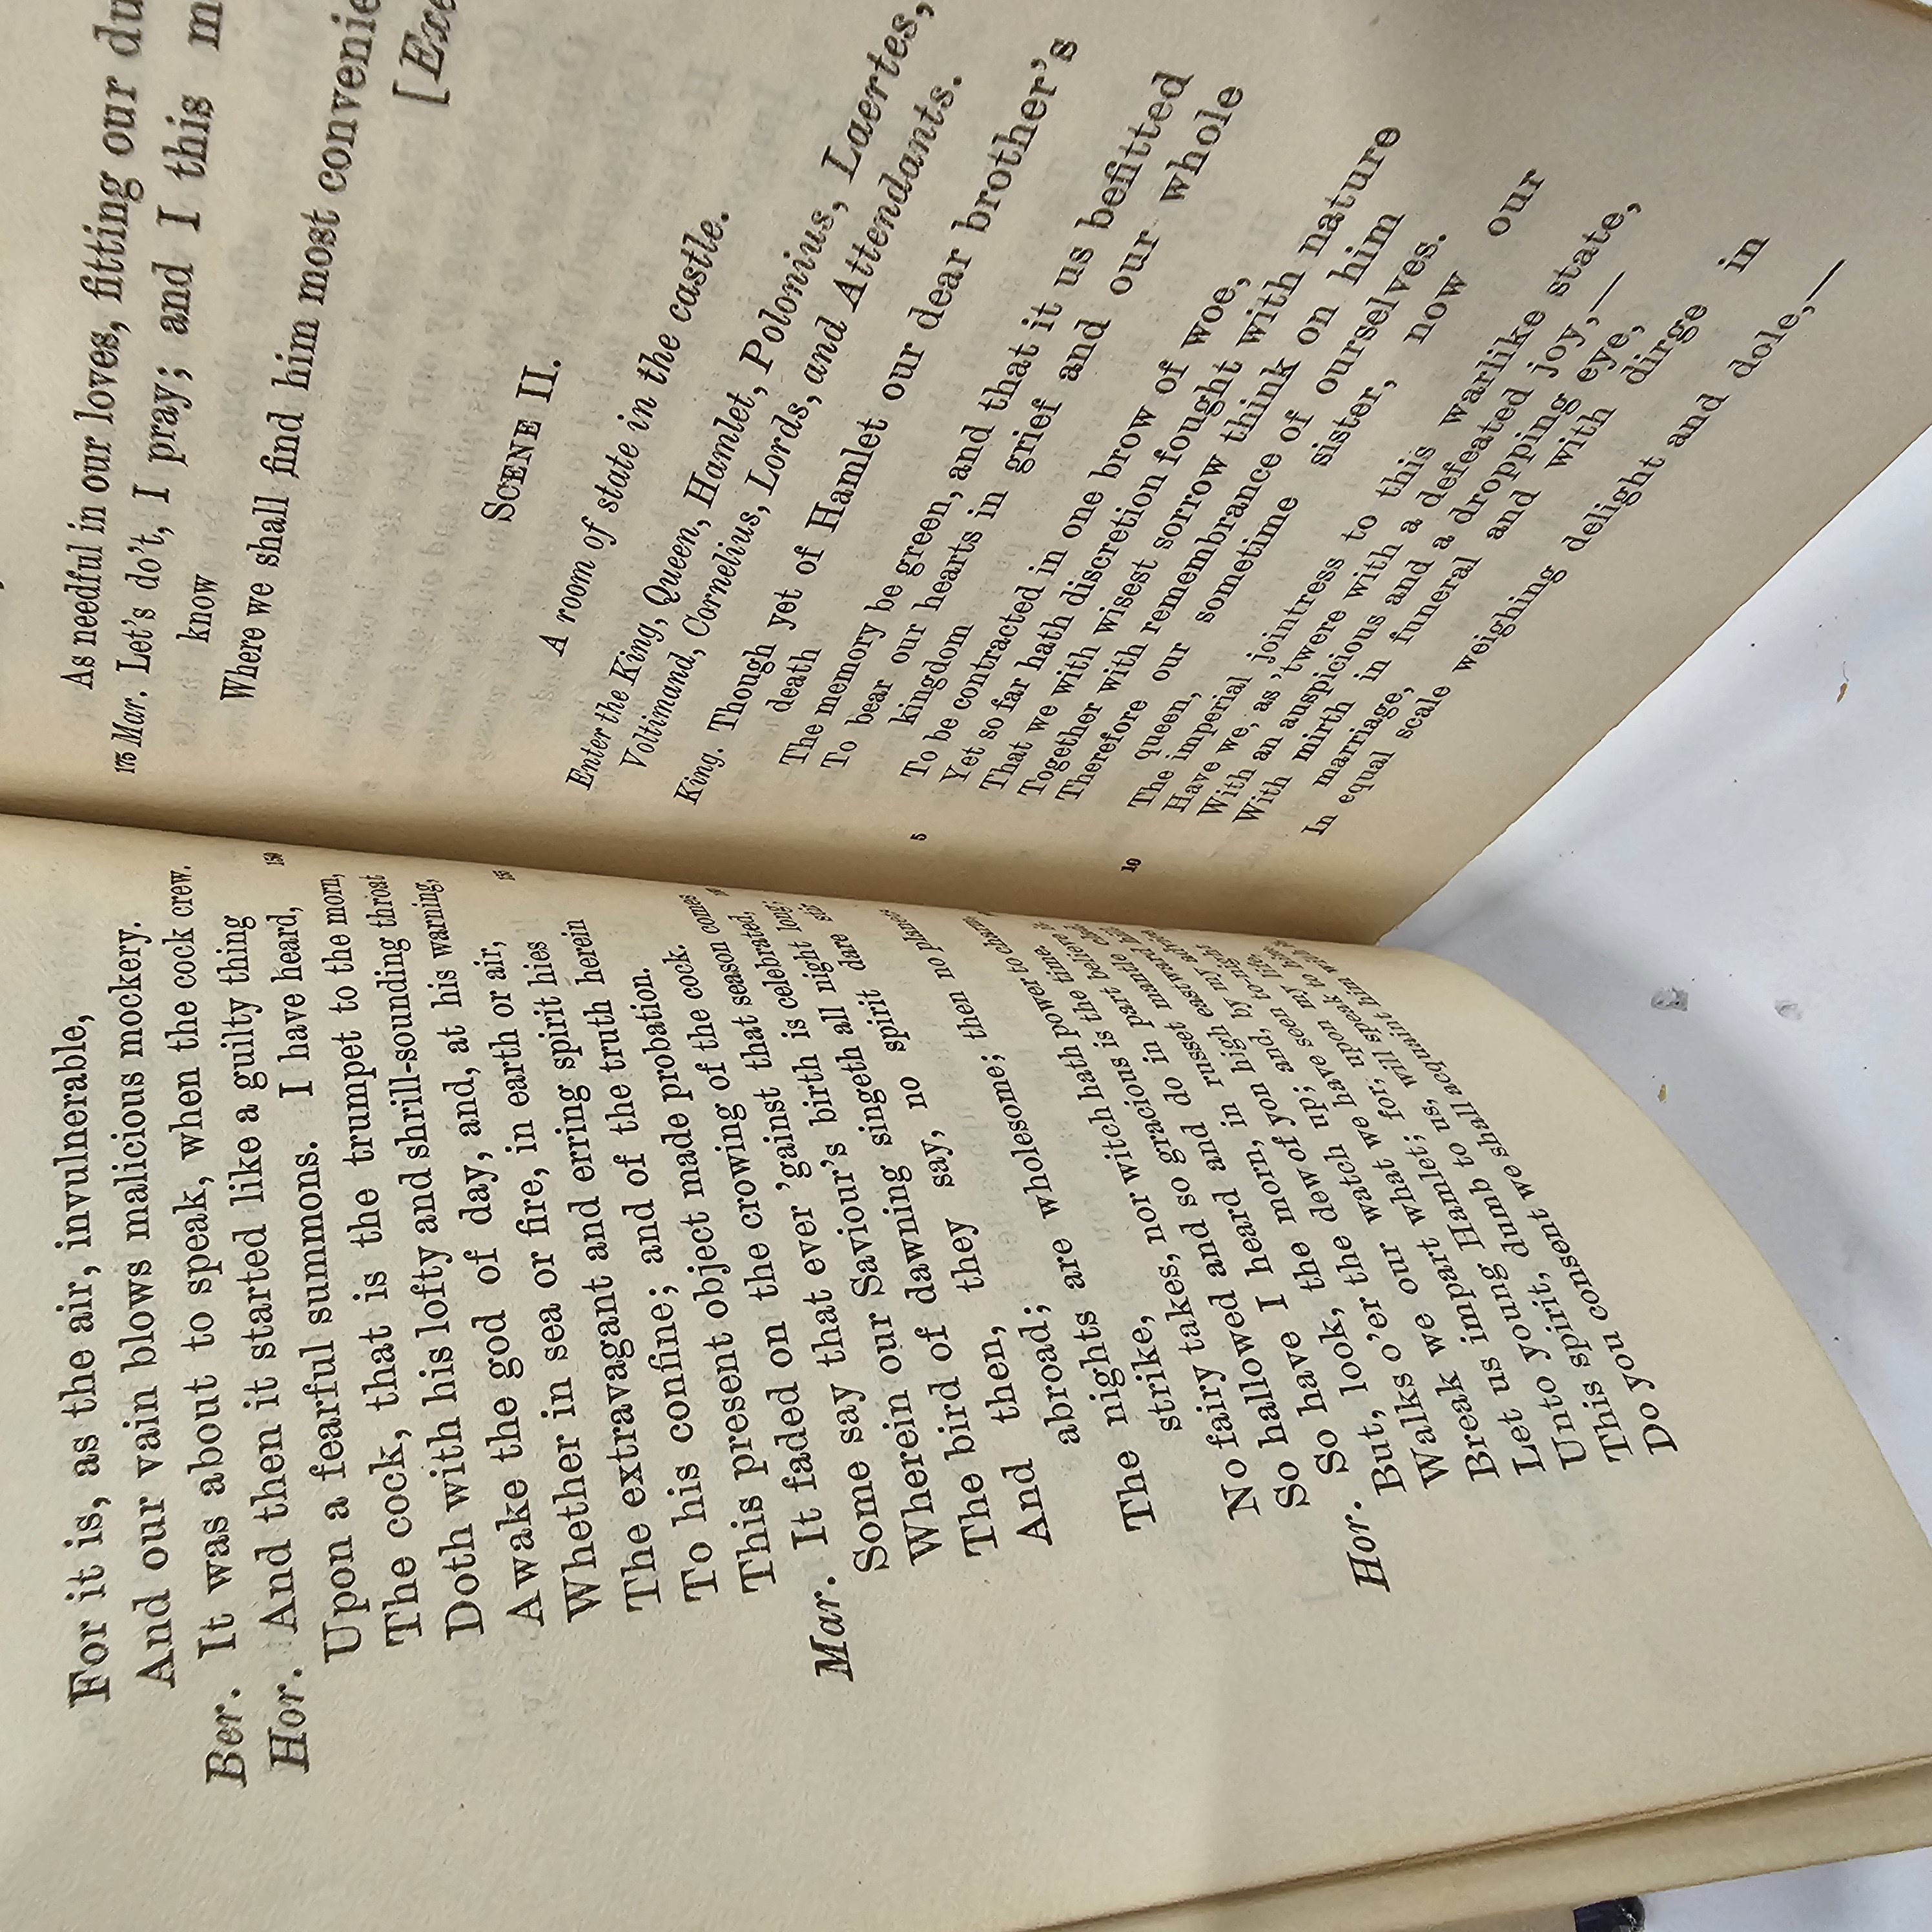 For it is, as the air, invulnerable,
And our vain blows malicious mockery.
Ber. It was about to speak, when the cock crew.
Hor. And then it started like a guilty thing
Upon a fearful summons. I have heard, 150
The cock, that is the trumpet to the morn,
Doth with his lofty and shrill-sounding throat
Awake the god of day, and, at his warning,
Whether in sea or fire, in earth or air,
The extravagant and erring spirit hies 155
To his confine; and of the truth herein
This present object made probation.
Mar. It faded on the crowing of the cock.
Some say that ever 'gainst that season comes
Wherein our Saviour's birth is celebrated,
The bird of dawning singeth all night long;
And then, they say, no spirit dare stir
abroad;
The nights are wholesome; then no planets
strike,
No fairy takes, nor witch hath power to charm,
So hallowed and so gracious is the time.
Hor. So have I heard and do in part believe it.
But, look, the morn, in russet mantle clad,
Walks o'er the dew of yon high eastward hill:
Break we our watch up; and, by my advice
Let us impart what we have seen to-night
Unto young Hamlet; for, upon my life,
This spirit, dumb to us, will speak to him.
Do you consent we shall acquaint him with it
As needful in our loves, fitting our
175 Mar. Let's do't, I pray; and I this
know
Where we shall find him most
[
SCENE II.
A room of state in the castle.
Enter the King, Queen, Hamlet, Polonius, Laertes,
Voltimand, Cornelius, Lords, and Attendants.
King. Though yet of Hamlet our dear brother's
death
The memory be green, and that it us befitted
To bear our hearts in grief and our whole
kingdom
To be contracted in one brow of woe,
5 Yet so far hath discretion fought with nature
That we with wisest sorrow think on him
Together with remembrance of ourselves.
Therefore our sometime sister, now our
queen,
The imperial jointress to this warlike state,
10 Have we, as 'twere with a defeated joy,—
With an auspicious and a dropping eye,
With mirth in funeral and with dirge in
marriage,
In equal scale weighing delight and dole,—